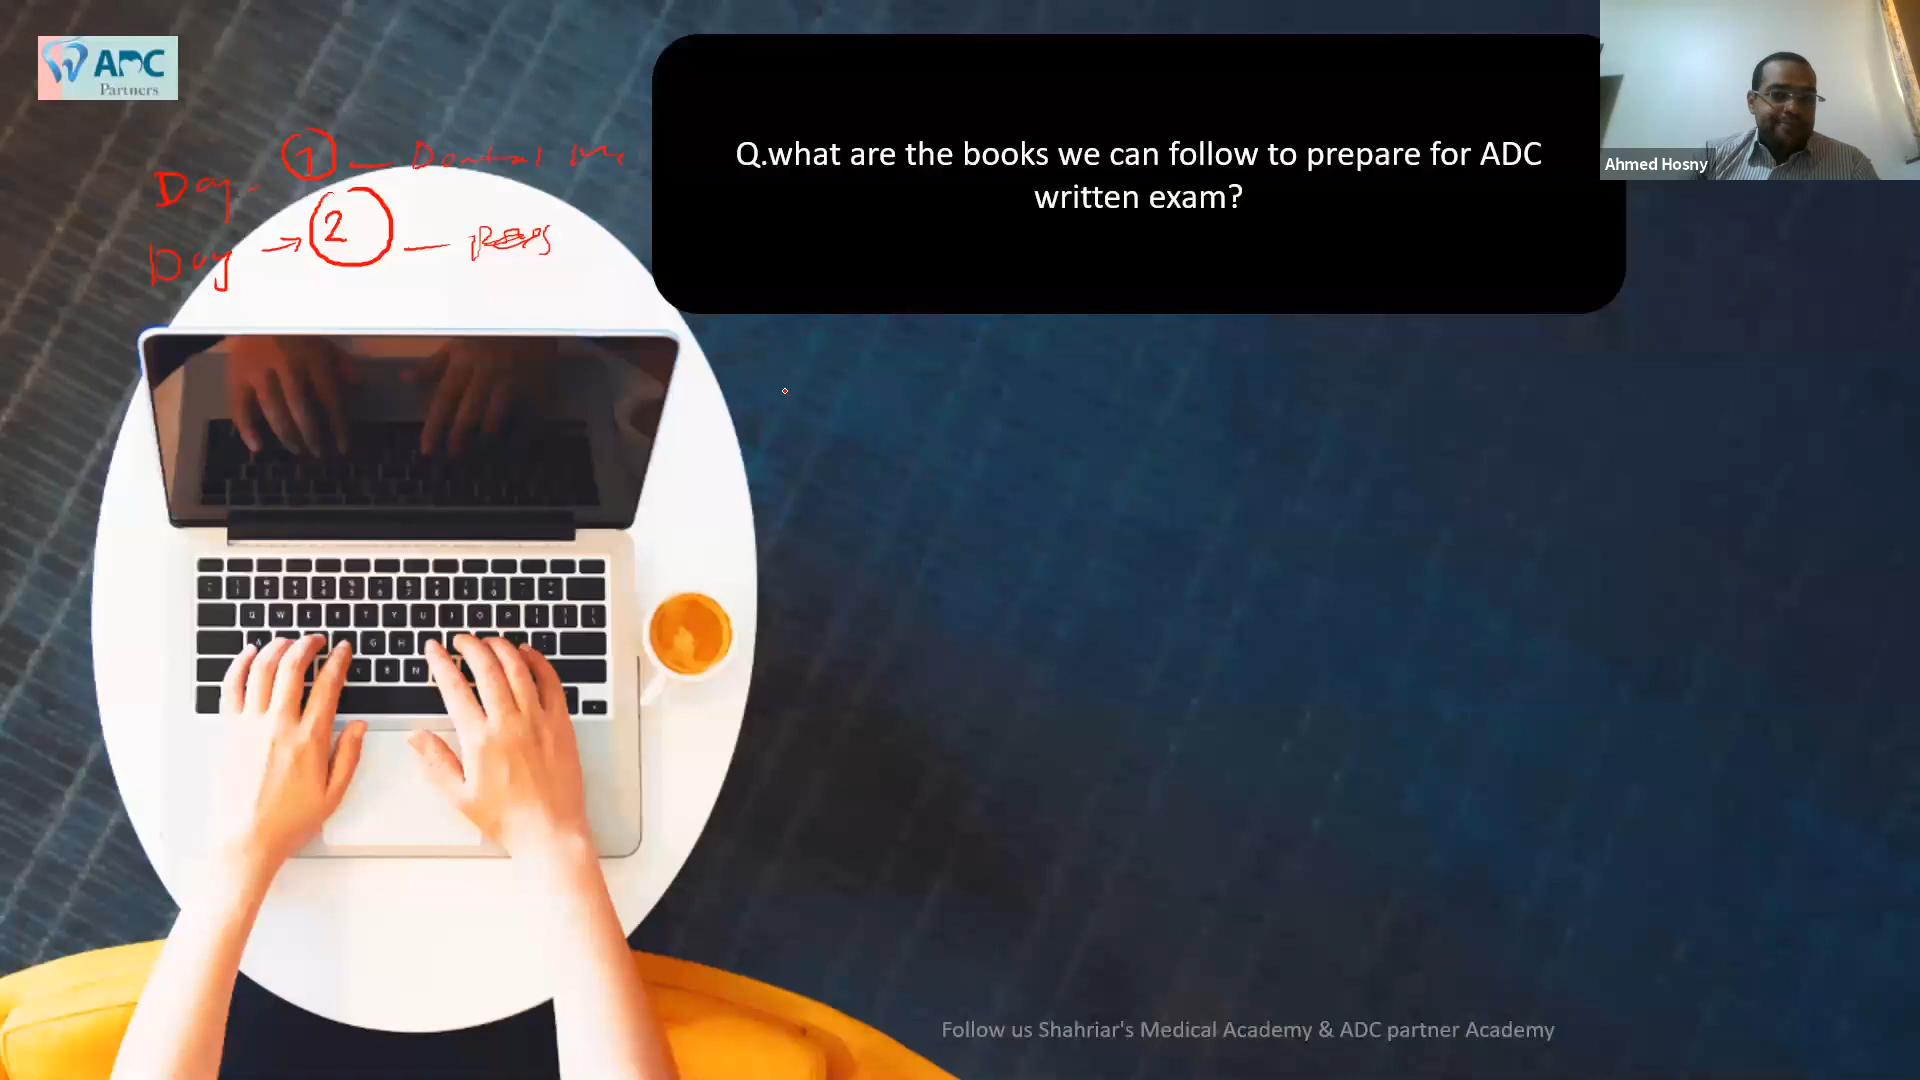 ADC
Partners
Day 1 — Dental
Day → 2 —
Q.what are the books we can follow to prepare for ADC
written exam?
Ahmed Hosny
Follow us Shahriar's Medical Academy & ADC partner Academy